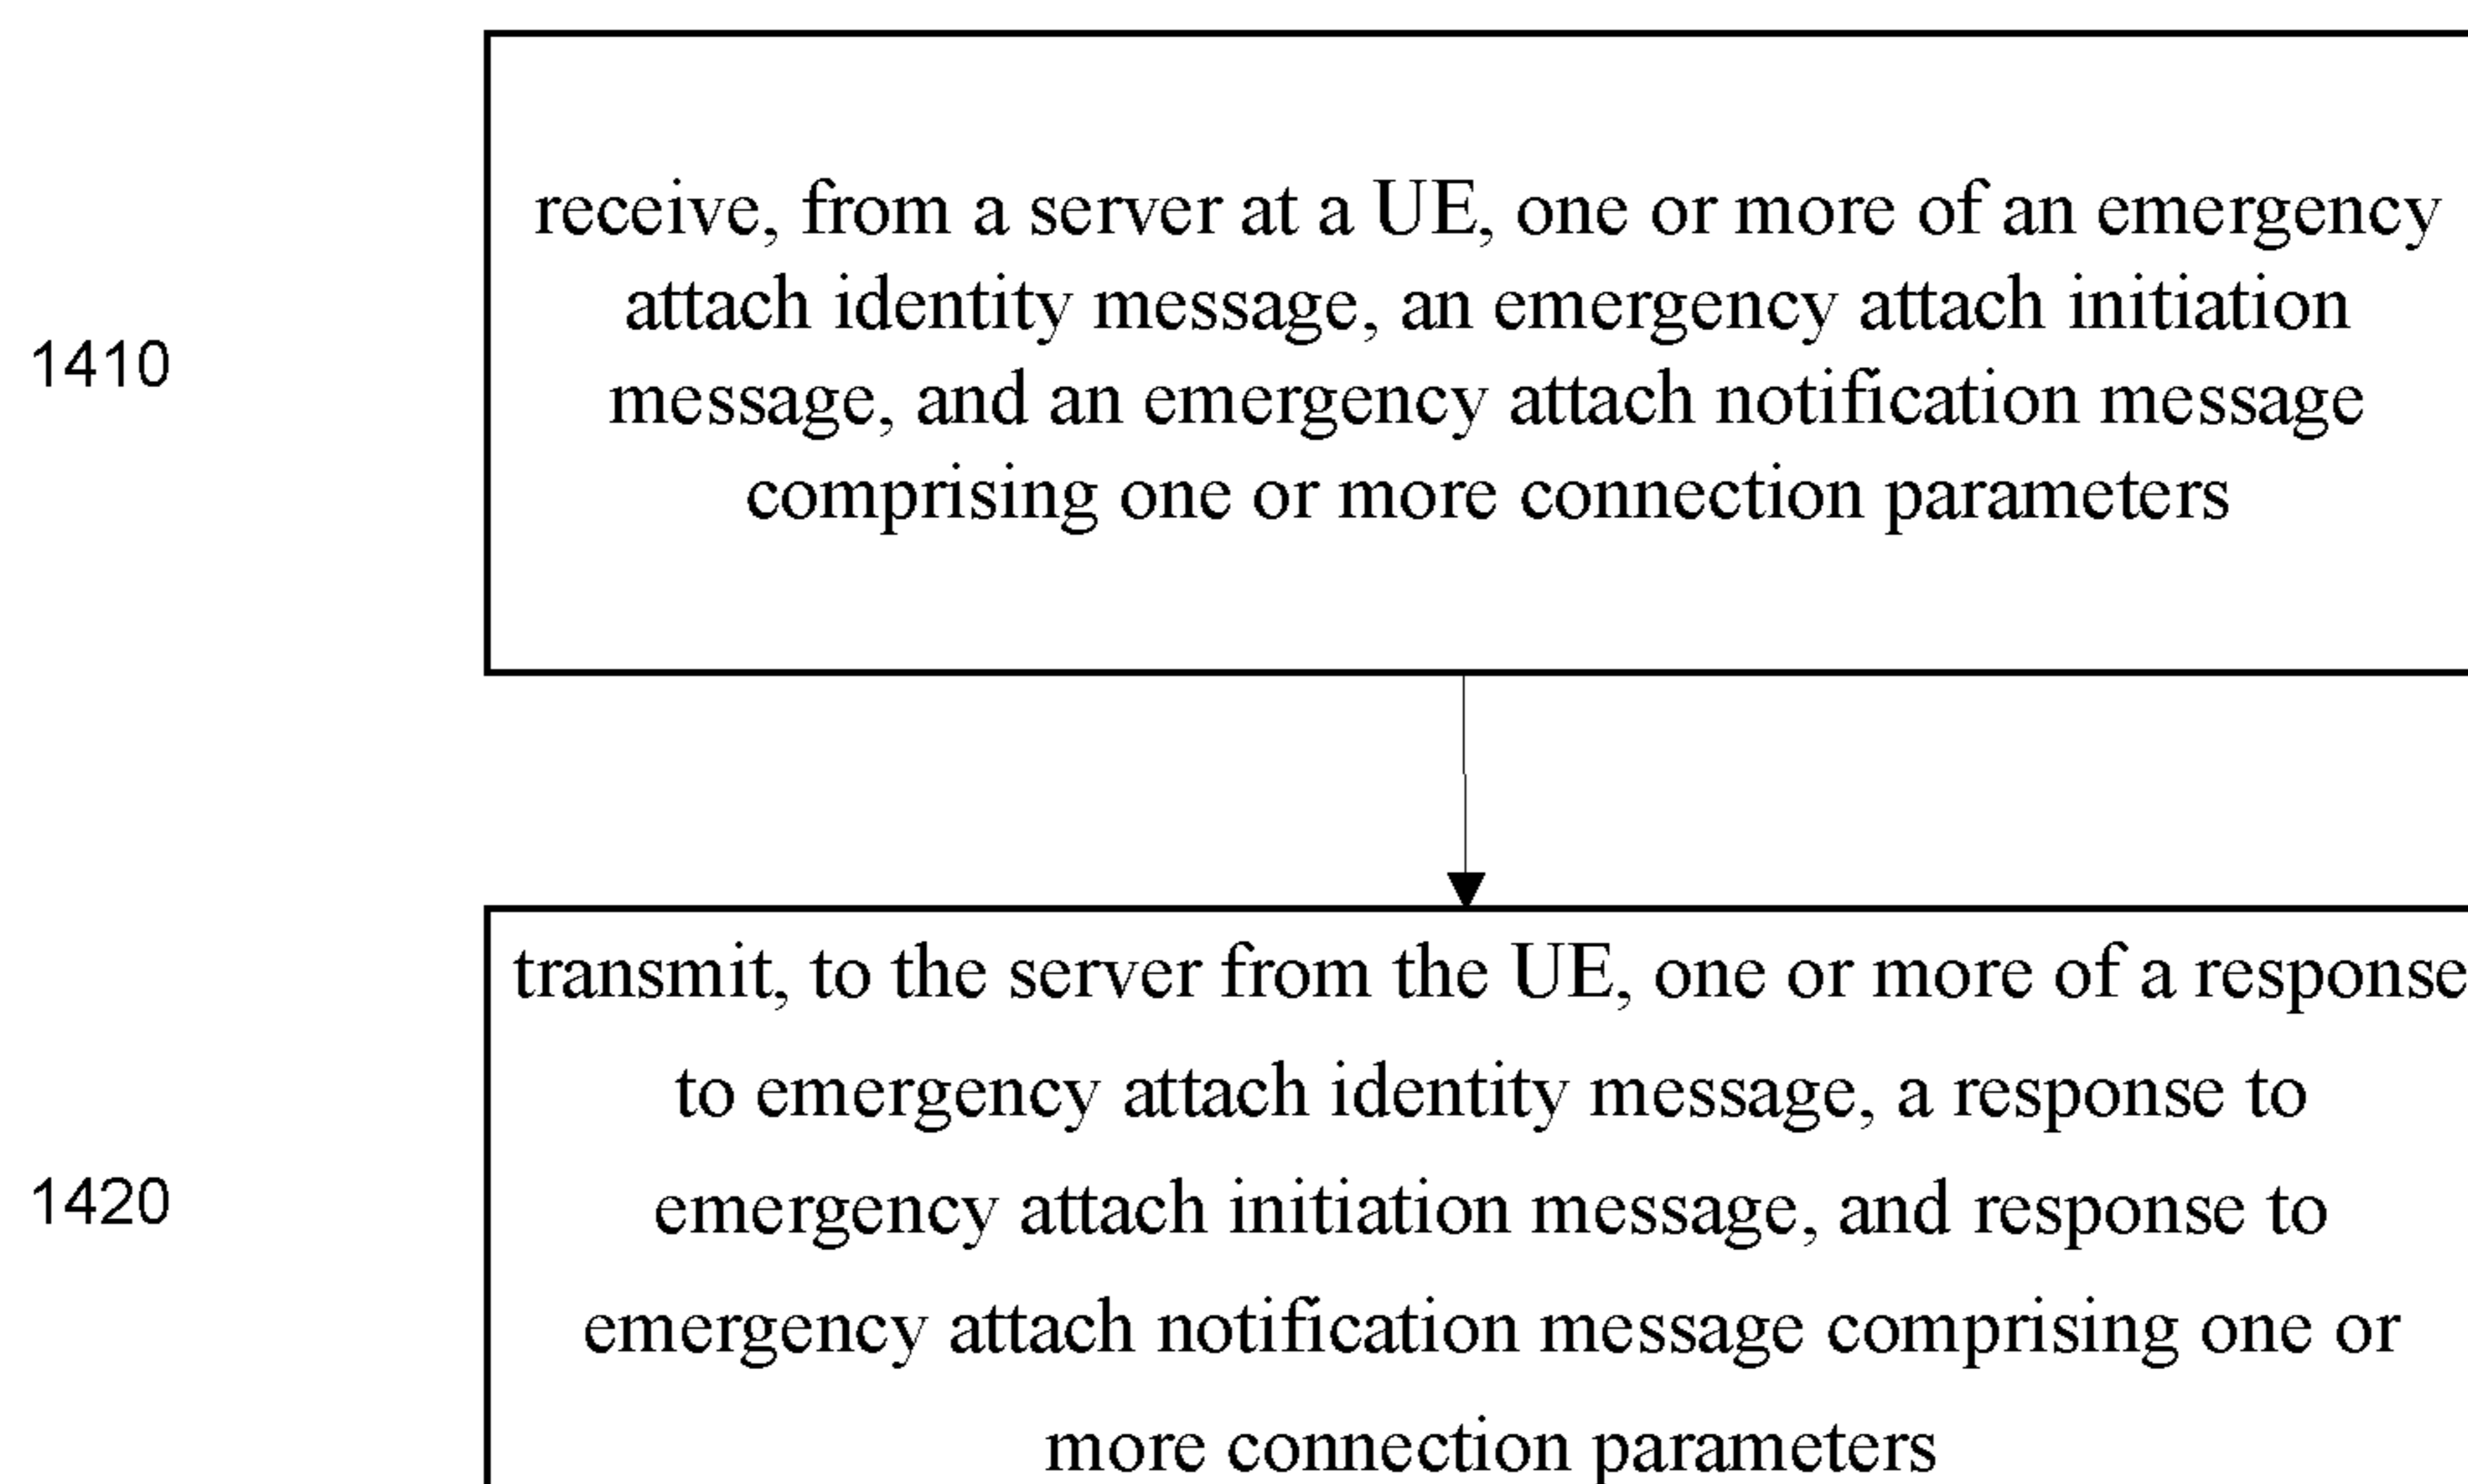 receive, from a server at a UE, one or more of an emergency
attach identity message, an emergency attach initiation
1410
message, and an emergency attach notification message
comprising one or more connection parameters
transmit, to the server from the UE, one or more of a response
to emergency attach identity message, a response to
1420
emergency attach initiation message, and response to
emergency attach notification message comprising one or
more connection parameters